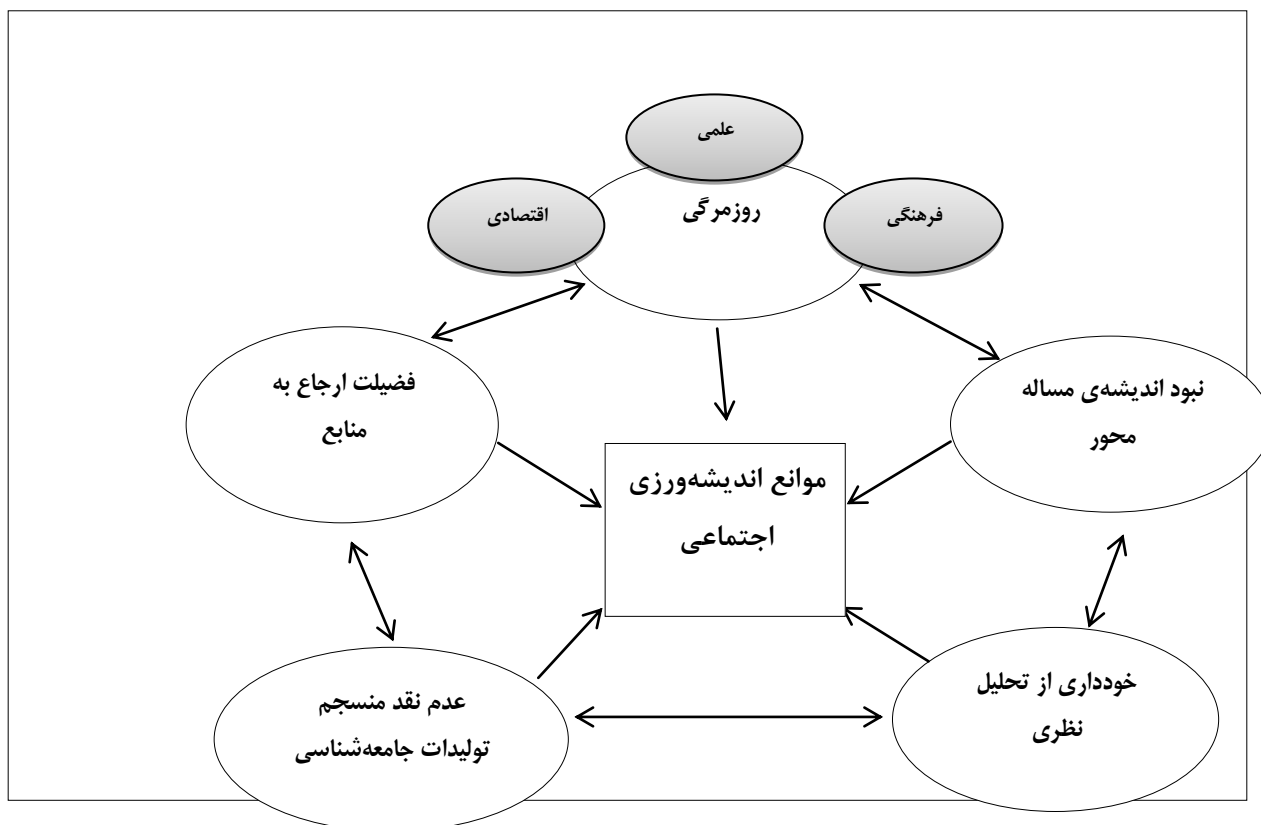 علمی
روزمرگی
فرهنگی
اقتصادی
فضیلت ارجاع به
منابع
نبود اندیشه‌ی مساله
محور
موانع اندیشه‌ورزی
اجتماعی
خودداری از تحلیل
نظری
عدم نقد منسجم
تولیدات جامعه‌شناسی